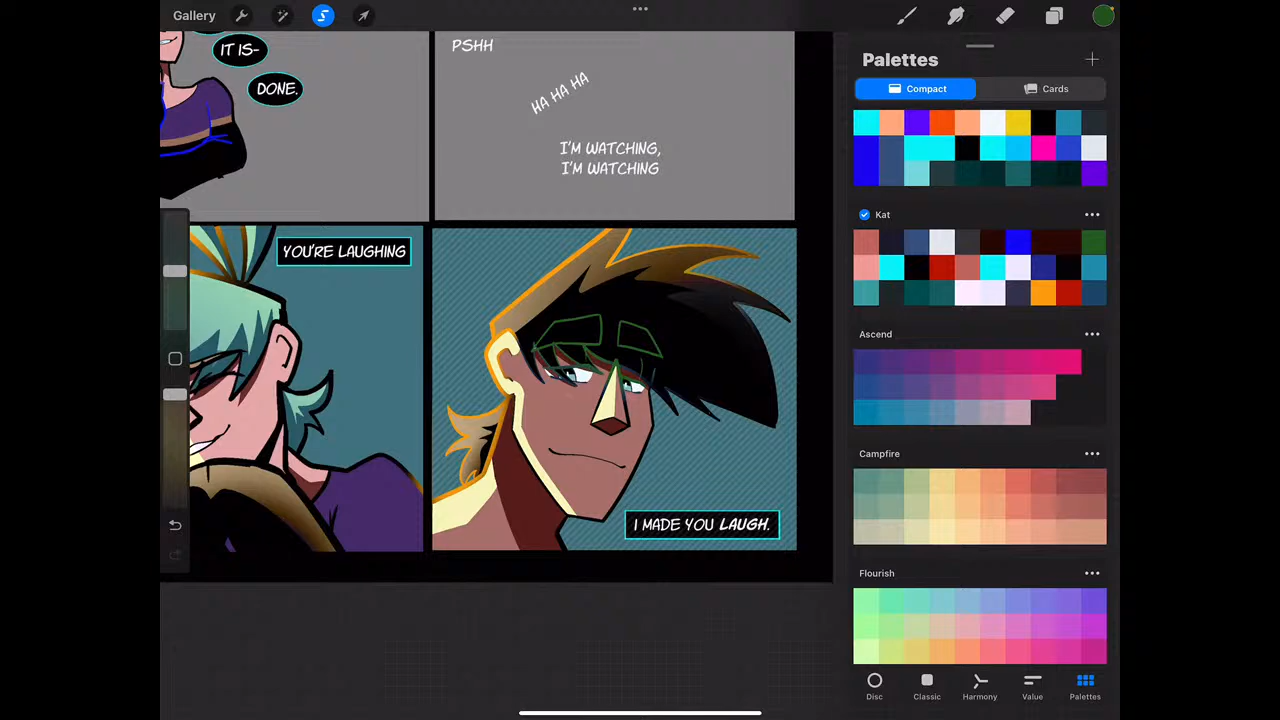 Gallery
IT IS-
DONE.
PSHH
HA HA HA
I'M WATCHING,
I'M WATCHING
YOU'RE LAUGHING
I MADE YOU LAUGH.
Palettes
Compact
Cards
Kat
Ascend
Campfire
Flourish
Disc
Classic
Harmony
Value
Palettes